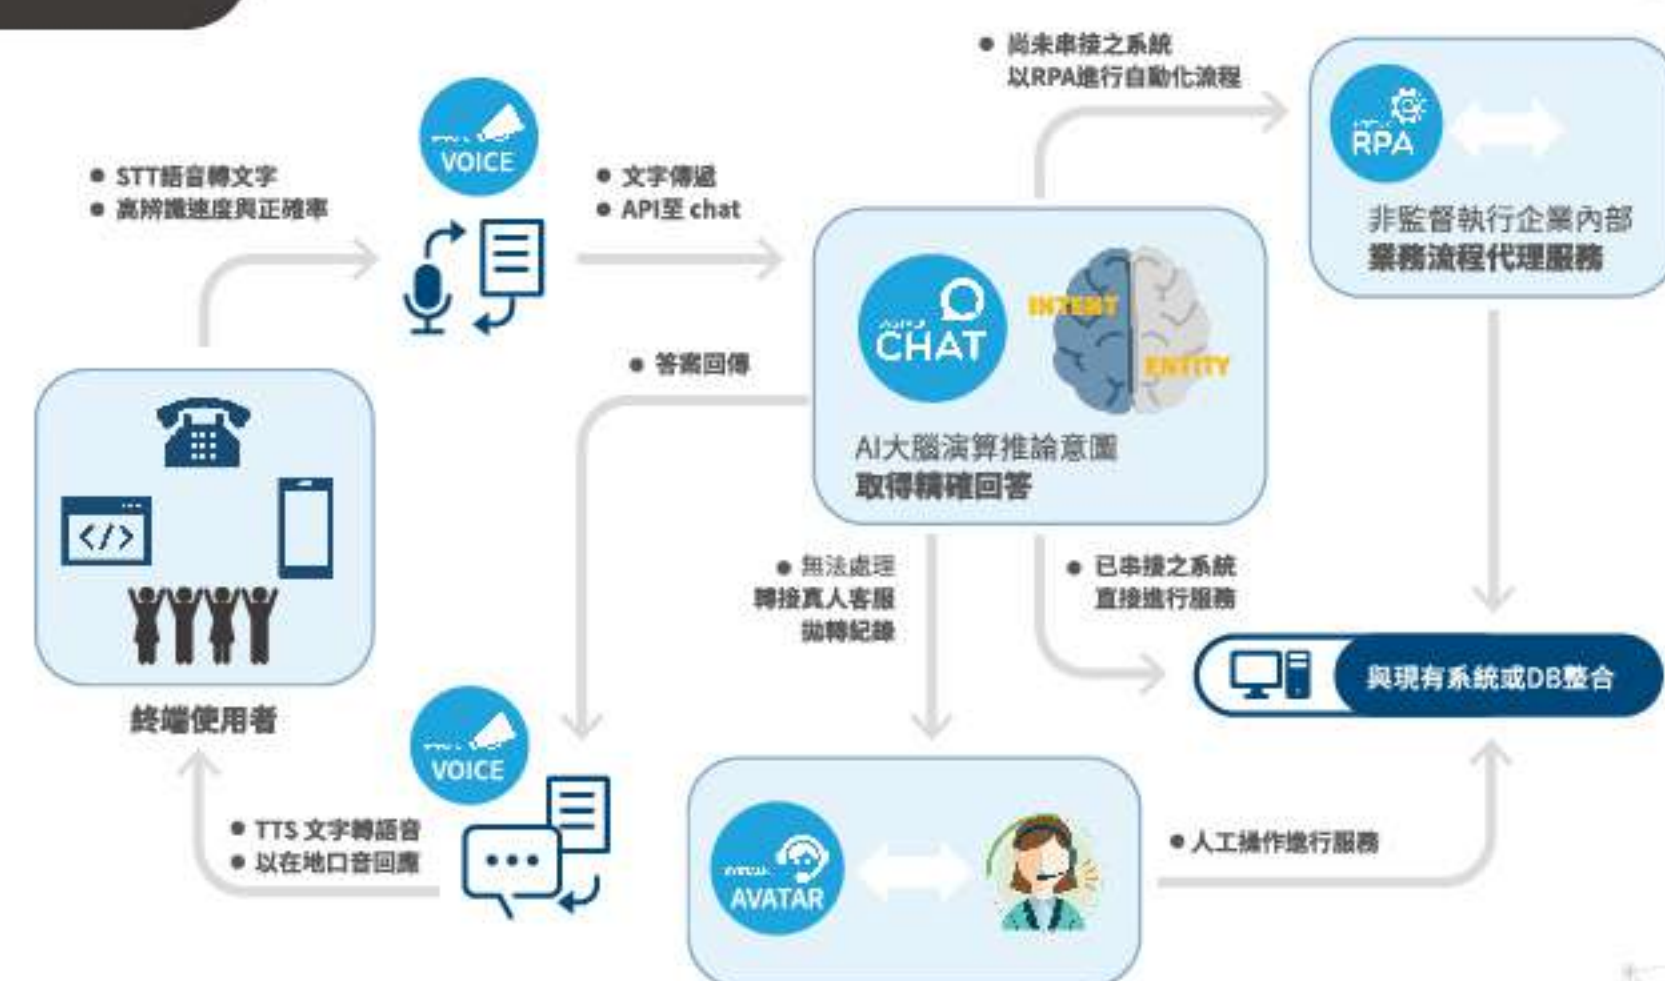 尚未串接之系統
以RPA進行自動化流程
RPA
非監督執行企業內部
業務流程代理服務
VOICE
STT語音轉文字
高辨識速度與正確率
文字傳遞
API至 chat
CHAT
INTENT
ENTITY
AI大腦演算推論意圖
取得精確回答
答案回傳
</>
終端使用者
無法處理
轉接真人客服
拋轉紀錄
已串接之系統
直接進行服務
與現有系統或DB整合
VOICE
TTS 文字轉語音
以在地口音回應
AVATAR
人工操作進行服務